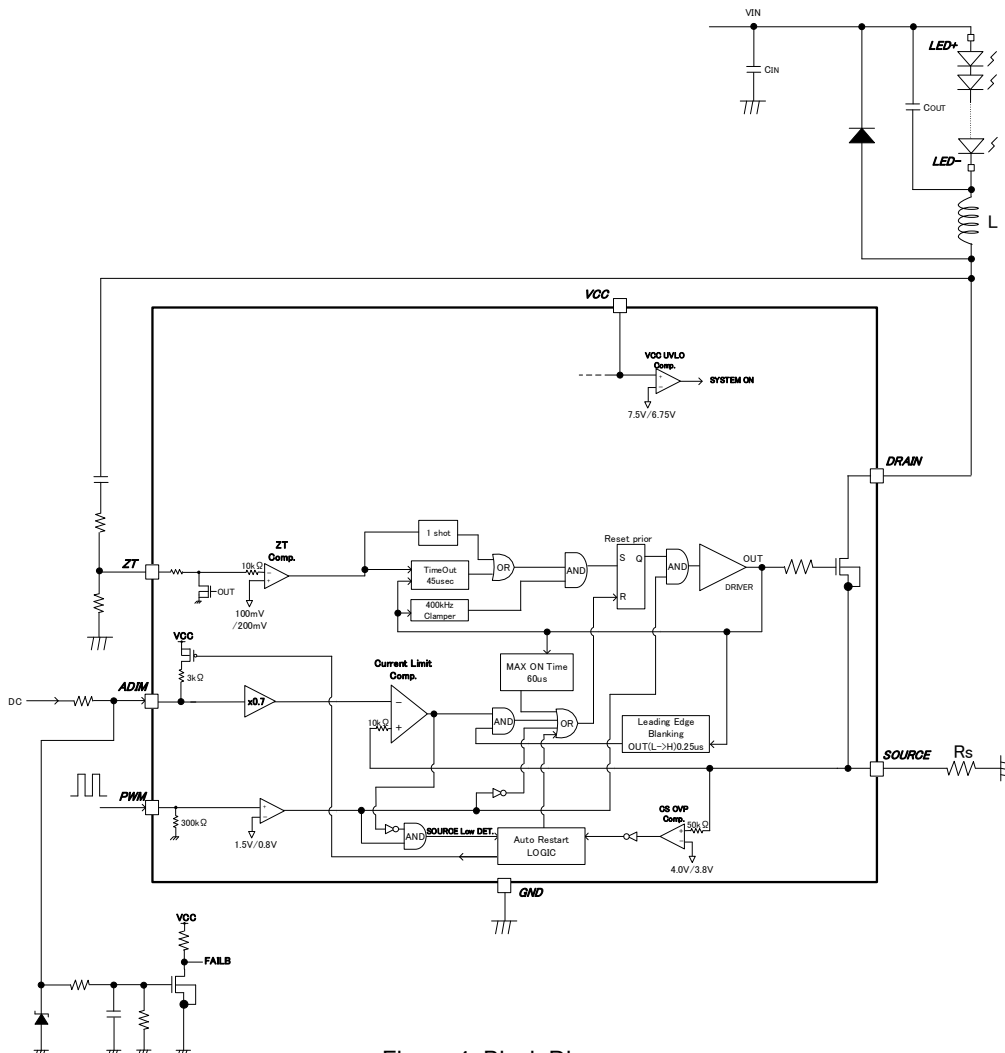 VIN
LED+
CIN
COUT
LED-
L
VCC
VCC UVLO
Comp.
SYSTEM ON
7.5V/6.75V
DRAIN
ZT
10kΩ
ZT
Comp.
OUT
100mV
/200mV
1 shot
TimeOut
45usec
400kHz
Clamper
OR
AND
Reset prior
S Q
R
AND
OUT
DRIVER
VCC
3kΩ
DC
ADIM
x0.7
Current Limit
Comp.
10kΩ
MAX ON Time
60us
AND
OR
Leading Edge
Blanking
OUT(L->H)0.25us
SOURCE
Rs
PWM
300kΩ
1.5V/0.8V
AND
SOURCE Low DET.
Auto Restart
LOGIC
CS OVP
Comp.
50kΩ
4.0V/3.8V
GND
VCC
FAILB